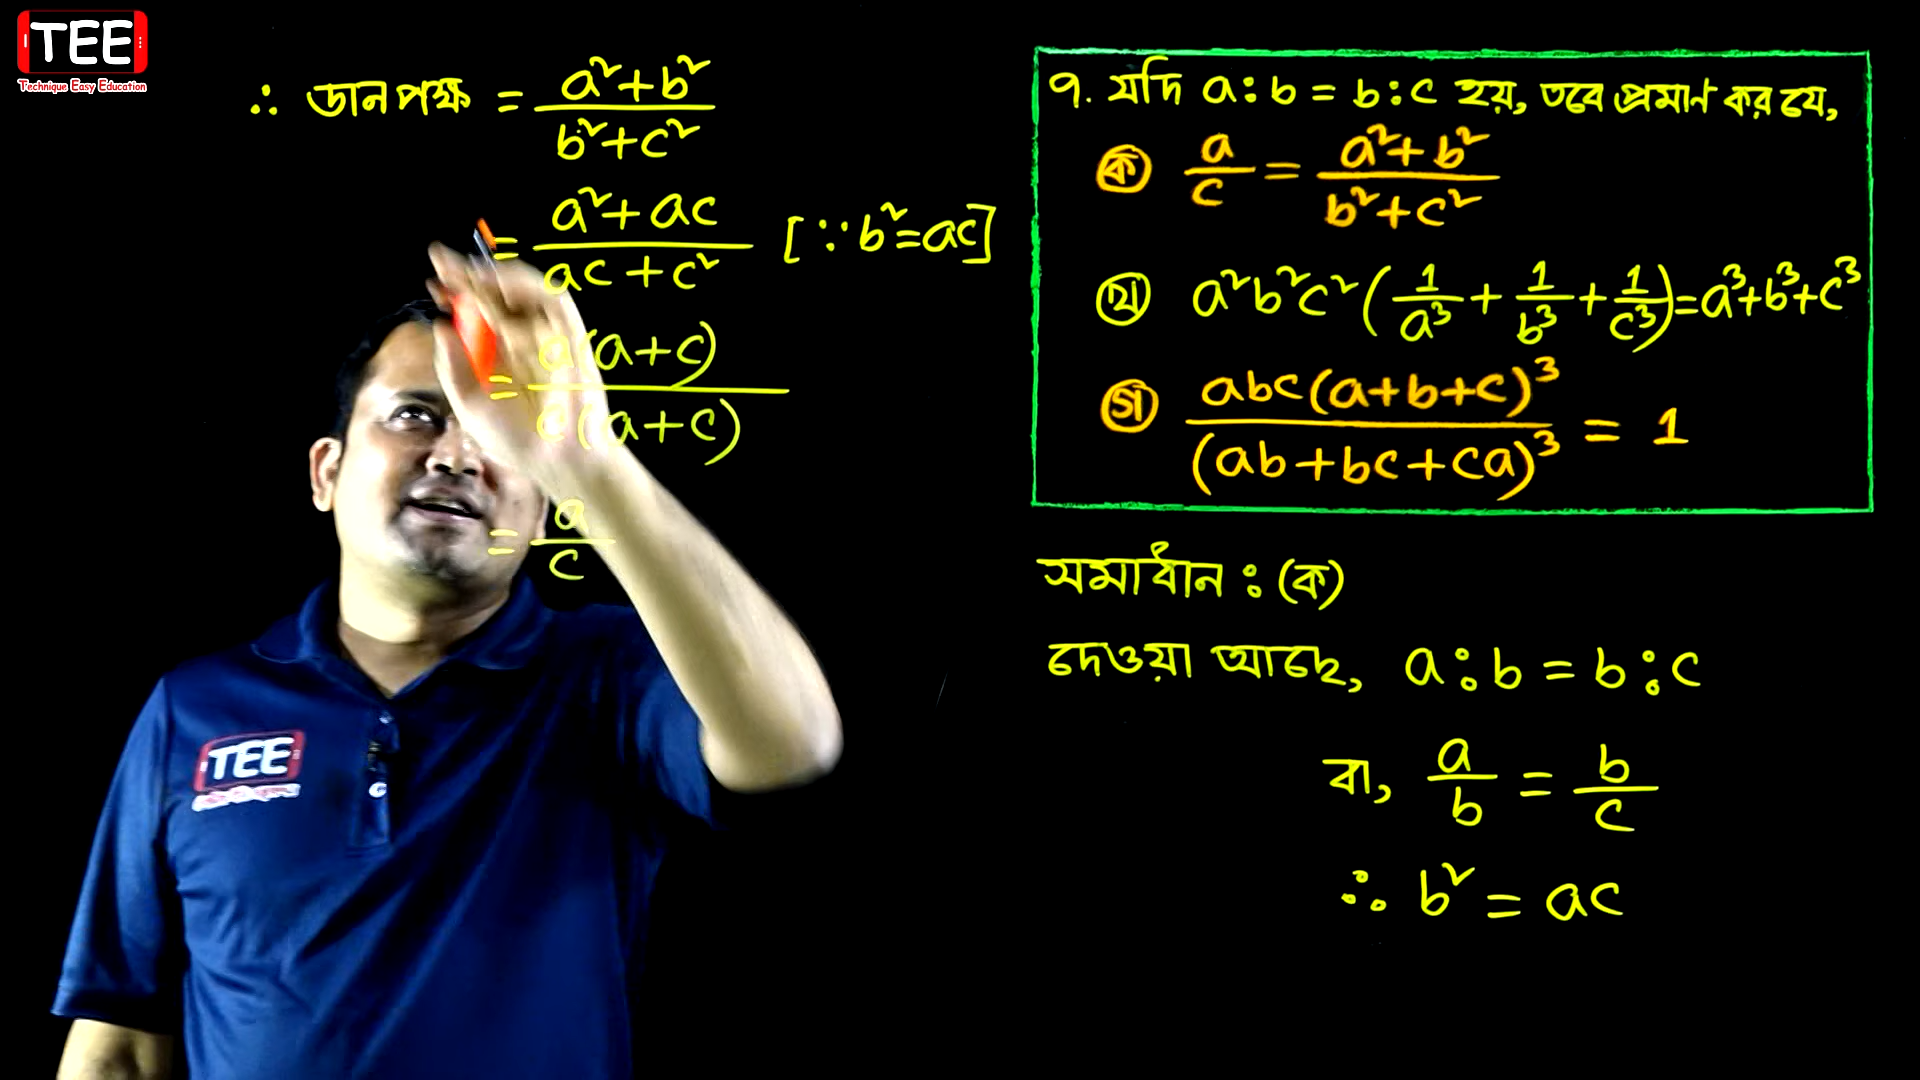 TEE
Technique Easy Education
∴ ডান পক্ষ = (a²+b²)/(b²+c²)
= (a²+ac)/(ac+c²) [∵ b²=ac]
= a(a+c)/c(a+c)
= a/c
৭. যদি a:b = b:c হয়, তবে প্রমাণ কর যে,
(ক) a/c = (a²+b²)/(b²+c²)
(খ) a²b²c²(1/a³ + 1/b³ + 1/c³) = a³+b³+c³
(গ) abc(a+b+c)³/(ab+bc+ca)³ = 1
সমাধান : (ক)
দেওয়া আছে, a:b = b:c
বা, a/b = b/c
∴ b² = ac
TEE